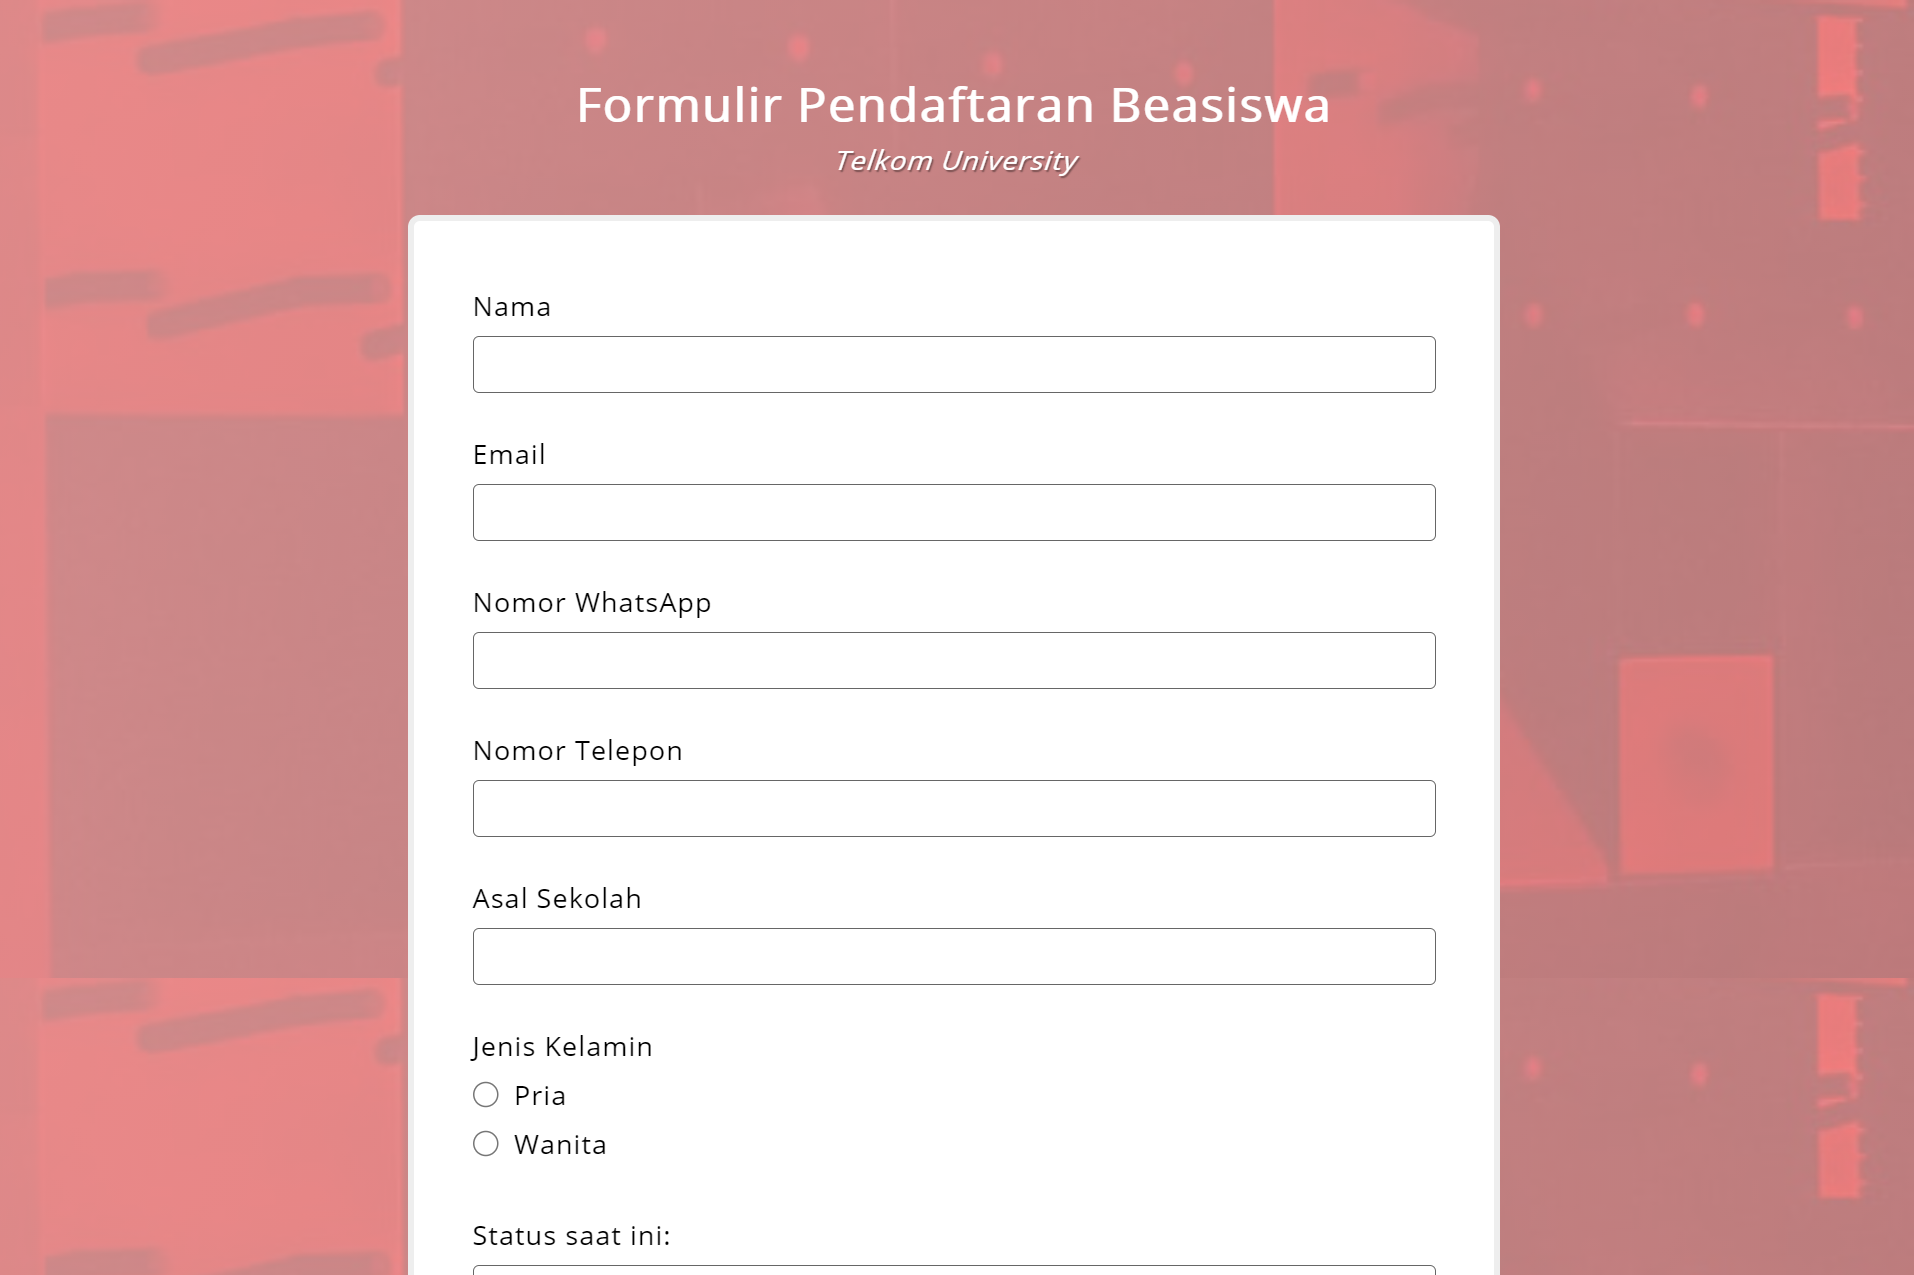 Formulir Pendaftaran Beasiswa
Telkom University
Nama
Email
Nomor WhatsApp
Nomor Telepon
Asal Sekolah
Jenis Kelamin
Pria
Wanita
Status saat ini: